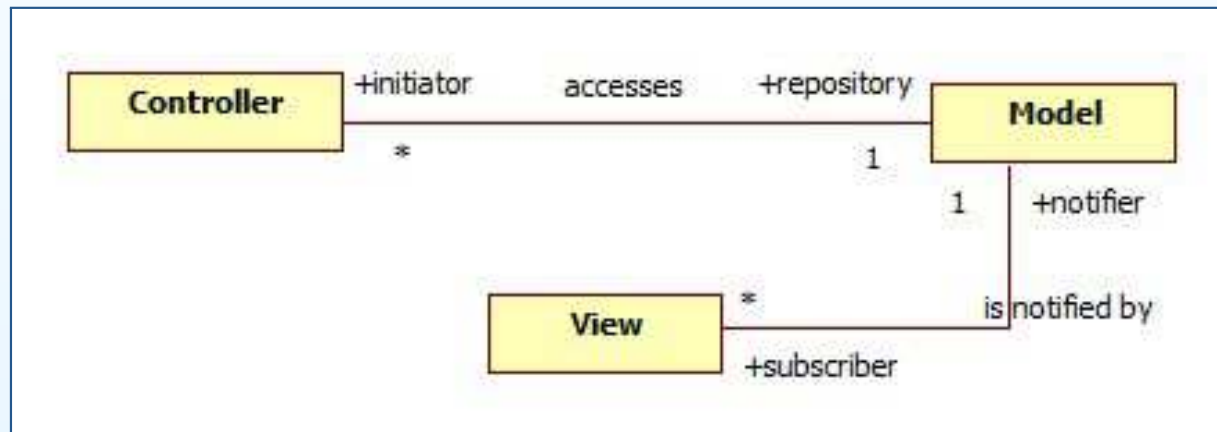 Controller
+initiator
accesses
+repository
Model
*
1
1
+notifier
View
*
is notified by
+subscriber